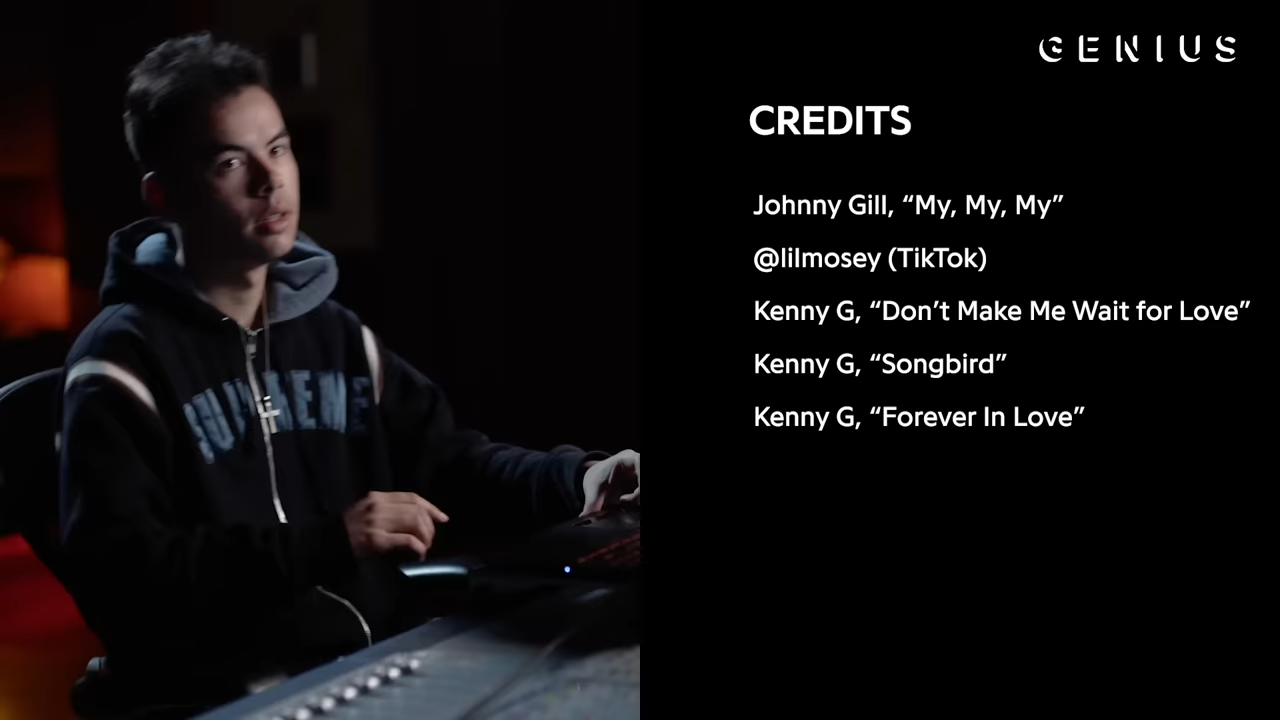 GENIUS
CREDITS
Johnny Gill, “My, My, My”
@lilmosey (TikTok)
Kenny G, “Don’t Make Me Wait for Love”
Kenny G, “Songbird”
Kenny G, “Forever In Love”
SUPREME